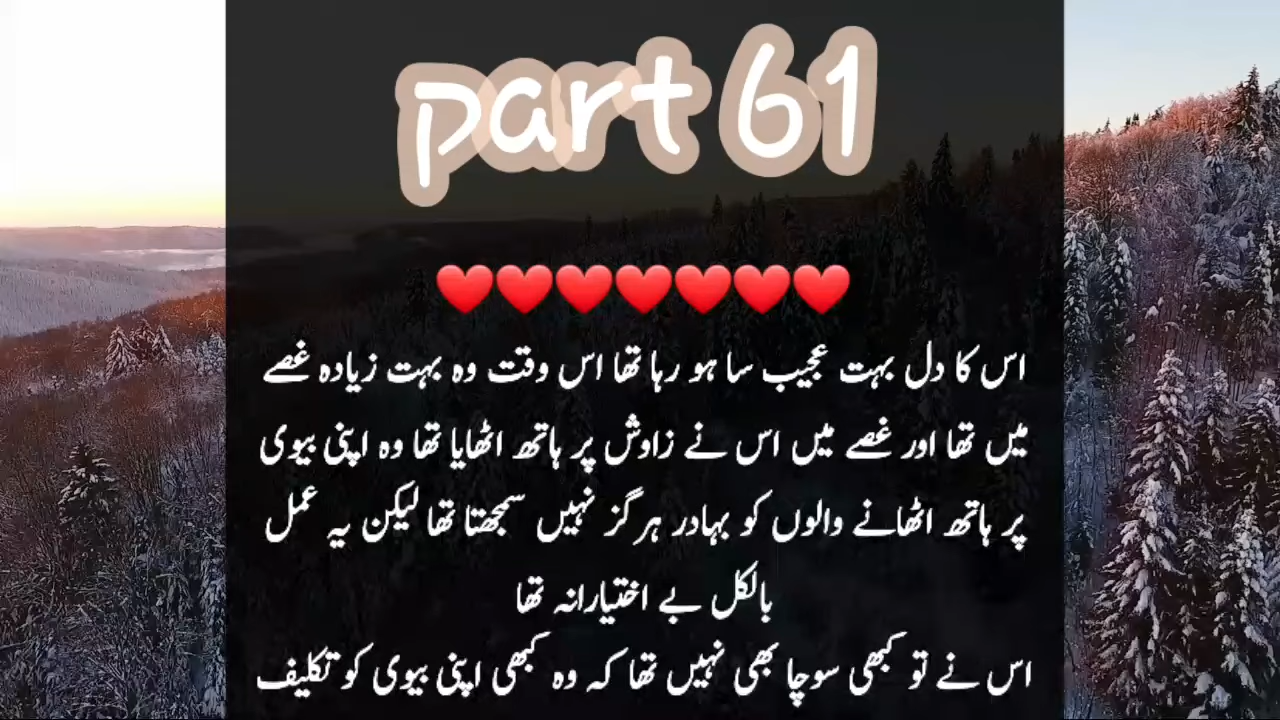 part 61
❤️❤️❤️❤️❤️❤️❤️
اس کا دل بہت عجیب سا ہو رہا تھا اس وقت وہ بہت زیادہ غصے
میں تھا اور غصے میں اس نے زاوش پر ہاتھ اٹھایا تھا وہ اپنی بیوی
پر ہاتھ اٹھانے والوں کو بہادر ہرگز نہیں سمجھتا تھا لیکن یہ عمل
بالکل بے اختیارانہ تھا
اس نے تو کبھی سوچا بھی نہیں تھا کہ وہ کبھی اپنی بیوی کو تکلیف